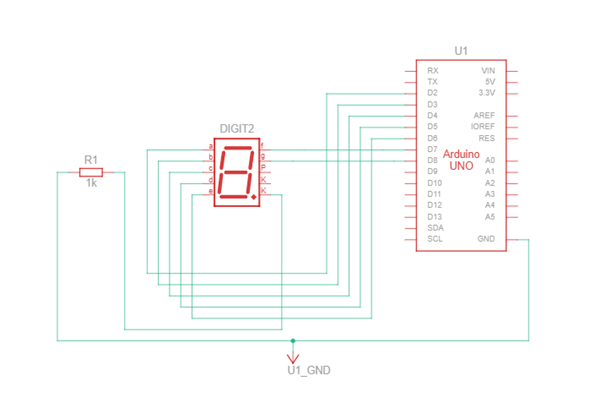 U1
RX VIN
TX 5V
D2 3.3V
D3
D4 AREF
D5 IOREF
D6 RES
D7
Arduino
UNO
D8 A0
D9 A1
D10 A2
D11 A3
D12 A4
D13 A5
SDA
SCL GND
DIGIT2
a f
b g
c P
d K
e K
R1
1k
U1_GND